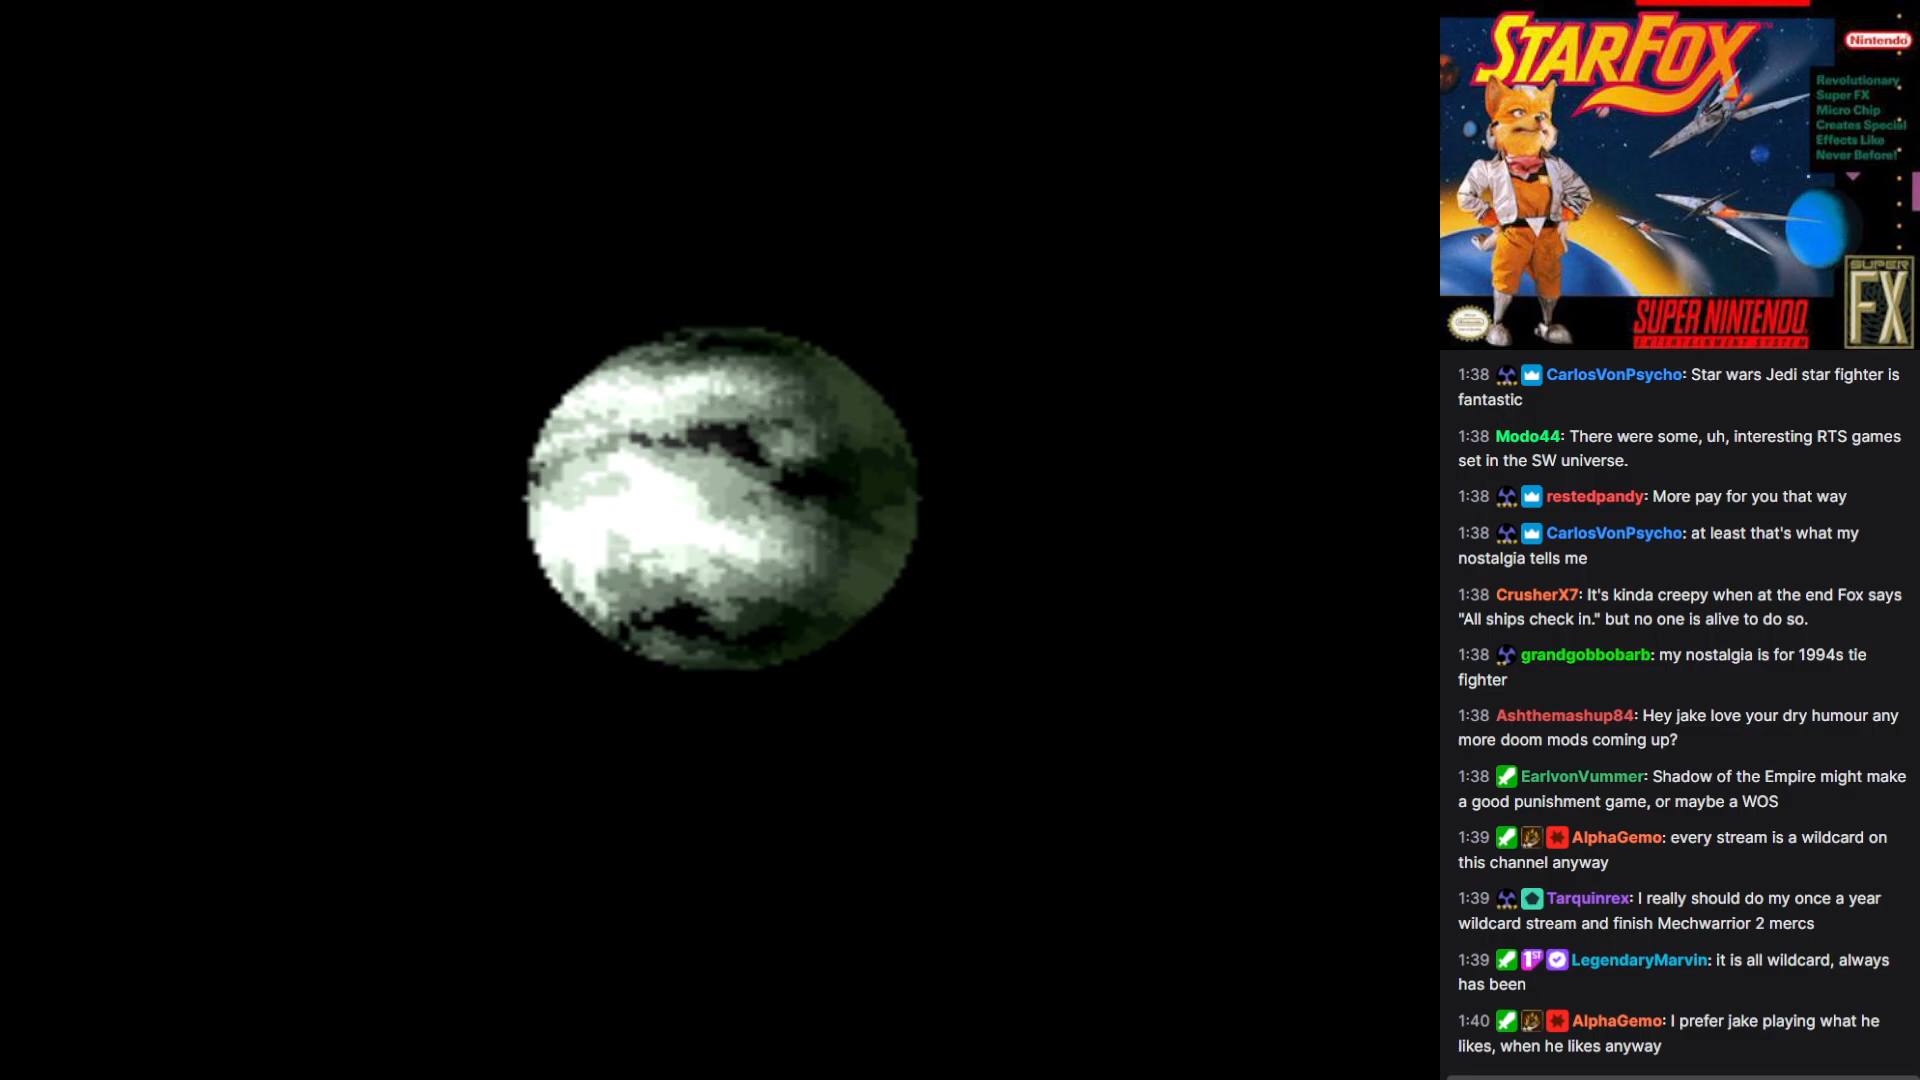 STARFOX
Nintendo
Revolutionary
Super FX
Micro Chip
Creates Special
Effects Like
Never Before!
SUPER
FX
SUPER NINTENDO
ENTERTAINMENT SYSTEM
1:38 CarlosVonPsycho: Star wars Jedi star fighter is
fantastic
1:38 Modo44: There were some, uh, interesting RTS games
set in the SW universe.
1:38 restedpandy: More pay for you that way
1:38 CarlosVonPsycho: at least that's what my
nostalgia tells me
1:38 CrusherX7: It's kinda creepy when at the end Fox says
"All ships check in." but no one is alive to do so.
1:38 grandgobbobarb: my nostalgia is for 1994s tie
fighter
1:38 Ashthemashup84: Hey jake love your dry humour any
more doom mods coming up?
1:38 EarlvonVummer: Shadow of the Empire might make
a good punishment game, or maybe a WOS
1:39 AlphaGemo: every stream is a wildcard on
this channel anyway
1:39 Tarquinrex: I really should do my once a year
wildcard stream and finish Mechwarrior 2 mercs
1:39 1ST LegendaryMarvin: it is all wildcard, always
has been
1:40 AlphaGemo: I prefer jake playing what he
likes, when he likes anyway